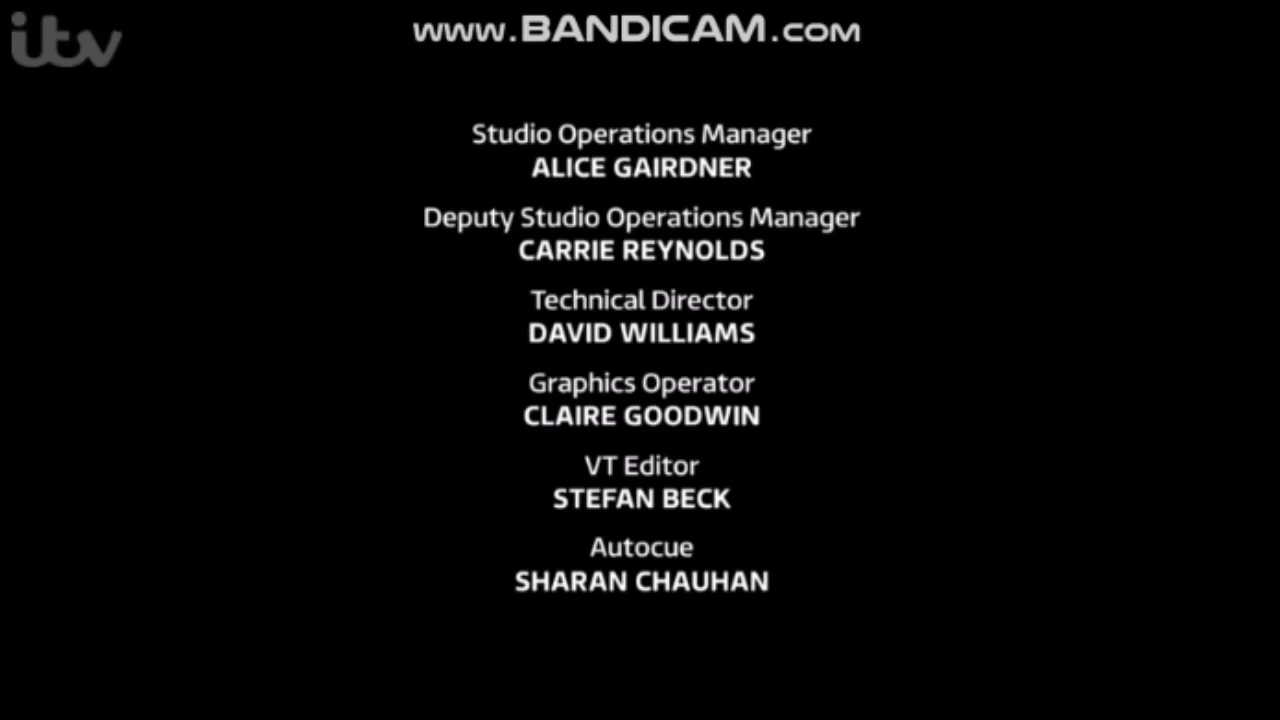 itv
www.BANDICAM.com
Studio Operations Manager
ALICE GAIRDNER
Deputy Studio Operations Manager
CARRIE REYNOLDS
Technical Director
DAVID WILLIAMS
Graphics Operator
CLAIRE GOODWIN
VT Editor
STEFAN BECK
Autocue
SHARAN CHAUHAN